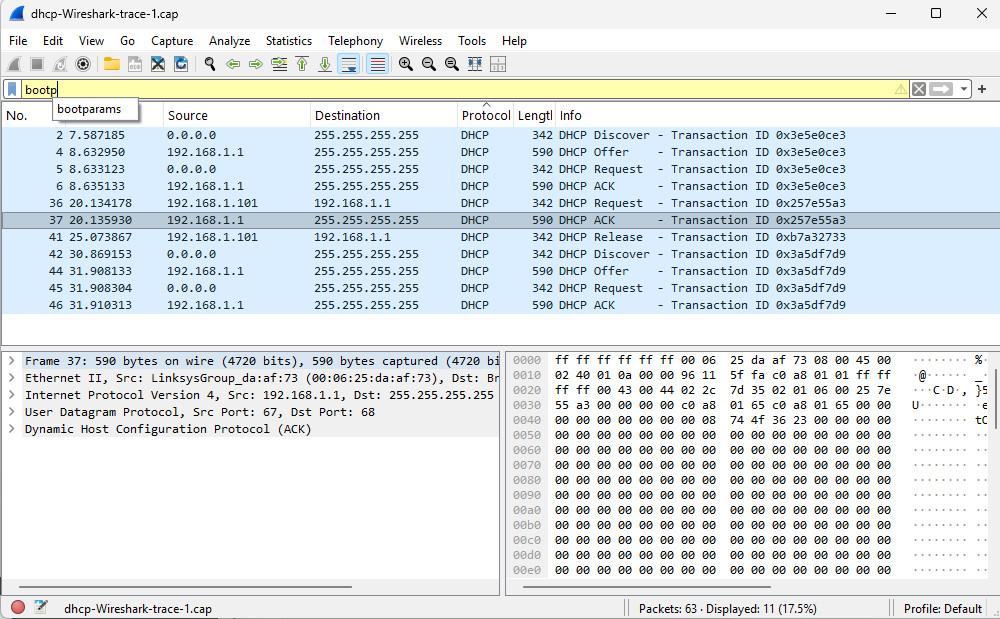 dhcp-Wireshark-trace-1.cap
File Edit View Go Capture Analyze Statistics Telephony Wireless Tools Help
bootp
bootparams
No. Source Destination Protocol Length Info
2 7.587185 0.0.0.0 255.255.255.255 DHCP 342 DHCP Discover - Transaction ID 0x3e5e0ce3
4 8.632950 192.168.1.1 255.255.255.255 DHCP 590 DHCP Offer - Transaction ID 0x3e5e0ce3
5 8.633123 0.0.0.0 255.255.255.255 DHCP 342 DHCP Request - Transaction ID 0x3e5e0ce3
6 8.635133 192.168.1.1 255.255.255.255 DHCP 590 DHCP ACK - Transaction ID 0x3e5e0ce3
36 20.134178 192.168.1.101 192.168.1.1 DHCP 342 DHCP Request - Transaction ID 0x257e55a3
37 20.135930 192.168.1.1 255.255.255.255 DHCP 590 DHCP ACK - Transaction ID 0x257e55a3
41 25.073867 192.168.1.101 192.168.1.1 DHCP 342 DHCP Release - Transaction ID 0xb7a32733
42 30.869153 0.0.0.0 255.255.255.255 DHCP 342 DHCP Discover - Transaction ID 0x3a5df7d9
44 31.908133 192.168.1.1 255.255.255.255 DHCP 590 DHCP Offer - Transaction ID 0x3a5df7d9
45 31.908304 0.0.0.0 255.255.255.255 DHCP 342 DHCP Request - Transaction ID 0x3a5df7d9
46 31.910313 192.168.1.1 255.255.255.255 DHCP 590 DHCP ACK - Transaction ID 0x3a5df7d9
Frame 37: 590 bytes on wire (4720 bits), 590 bytes captured (4720 bi
Ethernet II, Src: LinksysGroup_da:af:73 (00:06:25:da:af:73), Dst: Br
Internet Protocol Version 4, Src: 192.168.1.1, Dst: 255.255.255.255
User Datagram Protocol, Src Port: 67, Dst Port: 68
Dynamic Host Configuration Protocol (ACK)
0000 ff ff ff ff ff ff 00 06 25 da af 73 08 00 45 00 ········ %·
0010 02 40 01 0a 00 00 96 11 5f fa c0 a8 01 01 ff ff ·@······ _·
0020 ff ff 00 43 00 44 02 2c 7d 35 02 01 06 00 25 7e ···C·D·, }5
0030 55 a3 00 00 00 00 c0 a8 01 65 c0 a8 01 65 00 00 U······· ·e
0040 00 00 00 00 00 00 00 08 74 4f 36 23 00 00 00 00 ········ tO
0050 00 00 00 00 00 00 00 00 00 00 00 00 00 00 00 00 ········ ··
0060 00 00 00 00 00 00 00 00 00 00 00 00 00 00 00 00 ········ ··
0070 00 00 00 00 00 00 00 00 00 00 00 00 00 00 00 00 ········ ··
0080 00 00 00 00 00 00 00 00 00 00 00 00 00 00 00 00 ········ ··
0090 00 00 00 00 00 00 00 00 00 00 00 00 00 00 00 00 ········ ··
00a0 00 00 00 00 00 00 00 00 00 00 00 00 00 00 00 00 ········ ··
00b0 00 00 00 00 00 00 00 00 00 00 00 00 00 00 00 00 ········ ··
00c0 00 00 00 00 00 00 00 00 00 00 00 00 00 00 00 00 ········ ··
00d0 00 00 00 00 00 00 00 00 00 00 00 00 00 00 00 00 ········ ··
00e0 00 00 00 00 00 00 00 00 00 00 00 00 00 00 00 00 ········ ··
dhcp-Wireshark-trace-1.cap Packets: 63 · Displayed: 11 (17.5%) Profile: Default